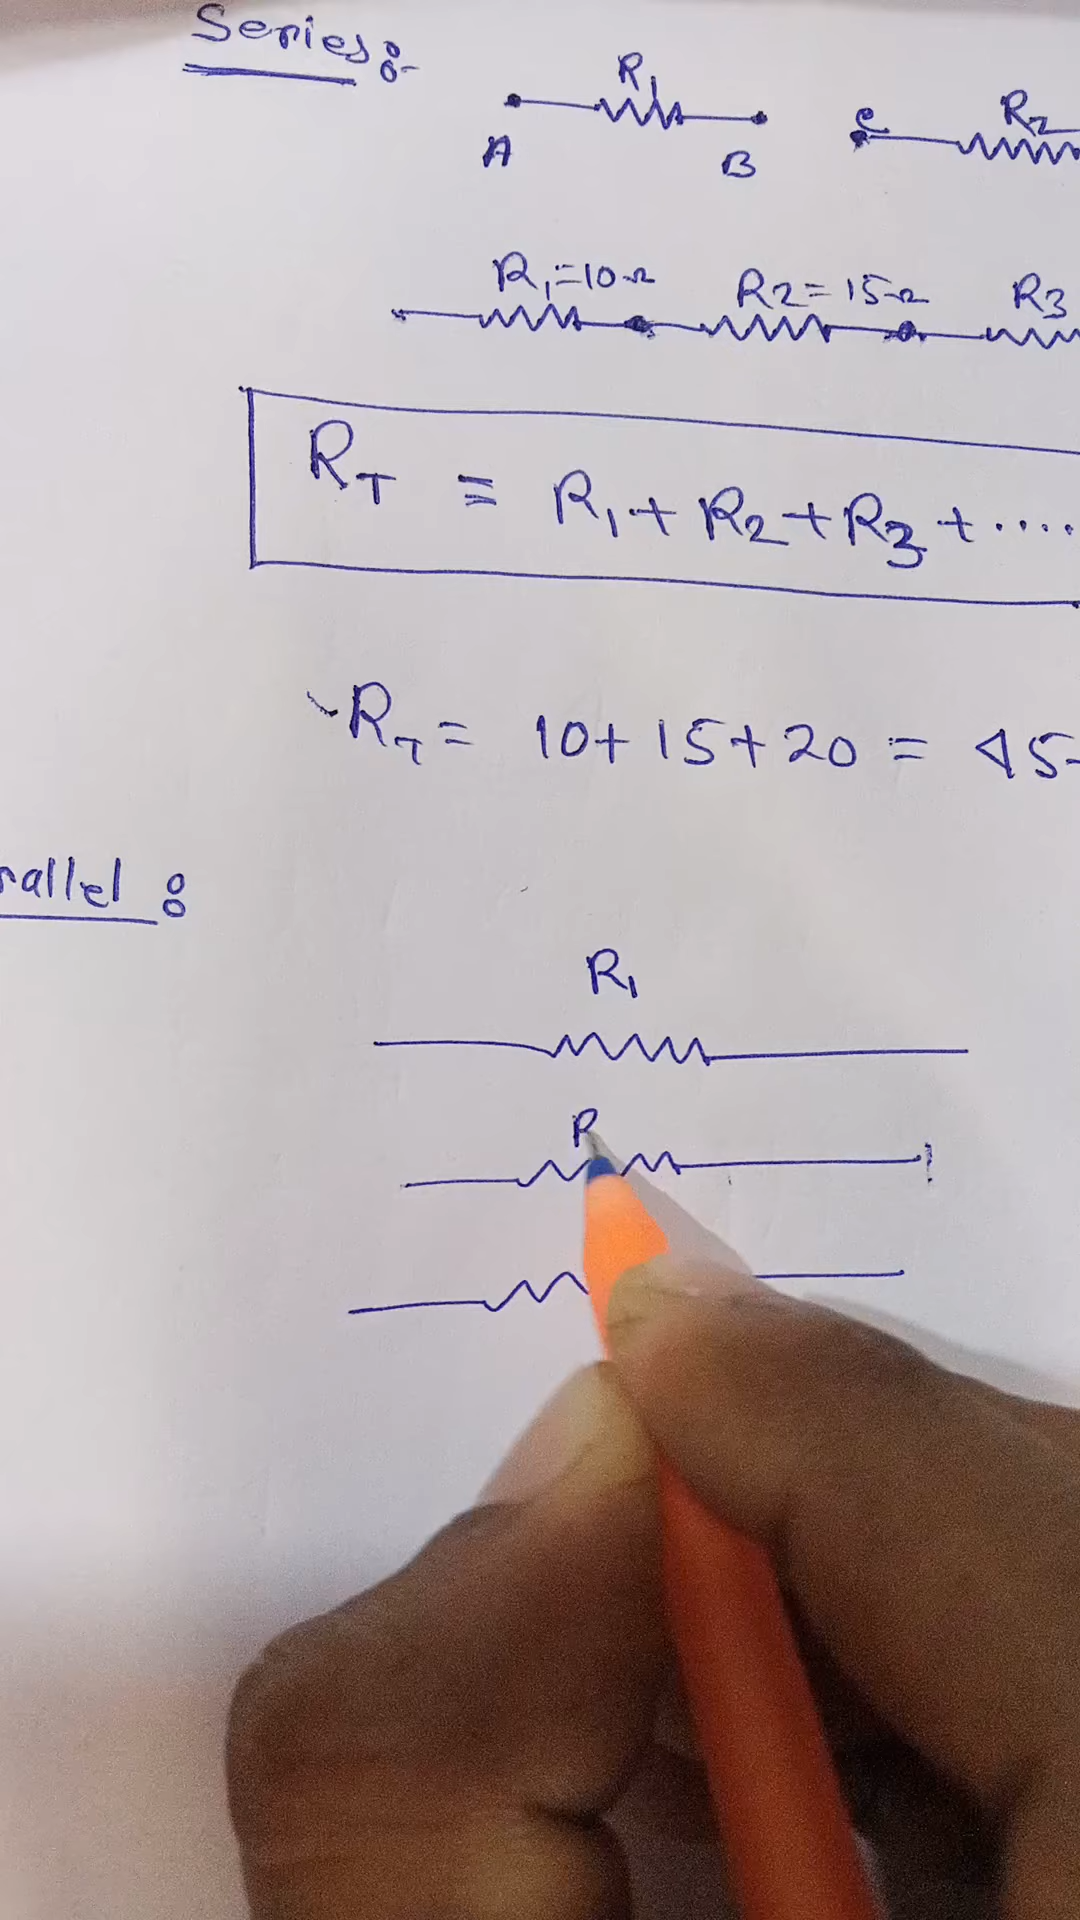 Series:-
R1 R2
A B C
R1=10Ω R2=15Ω R3
RT = R1+R2+R3+....
RT= 10+15+20= 45
rallel :
R1
R